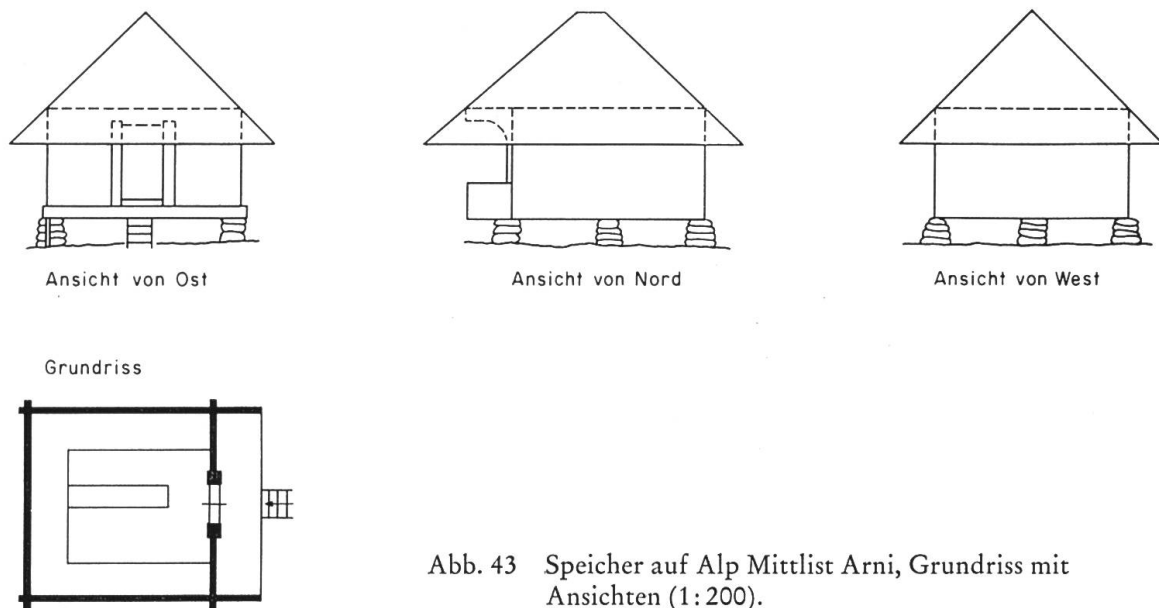 Ansicht von Ost
Ansicht von Nord
Ansicht von West
Grundriss
Abb. 43 Speicher auf Alp Mittlist Arni, Grundriss mit
Ansichten (1:200).